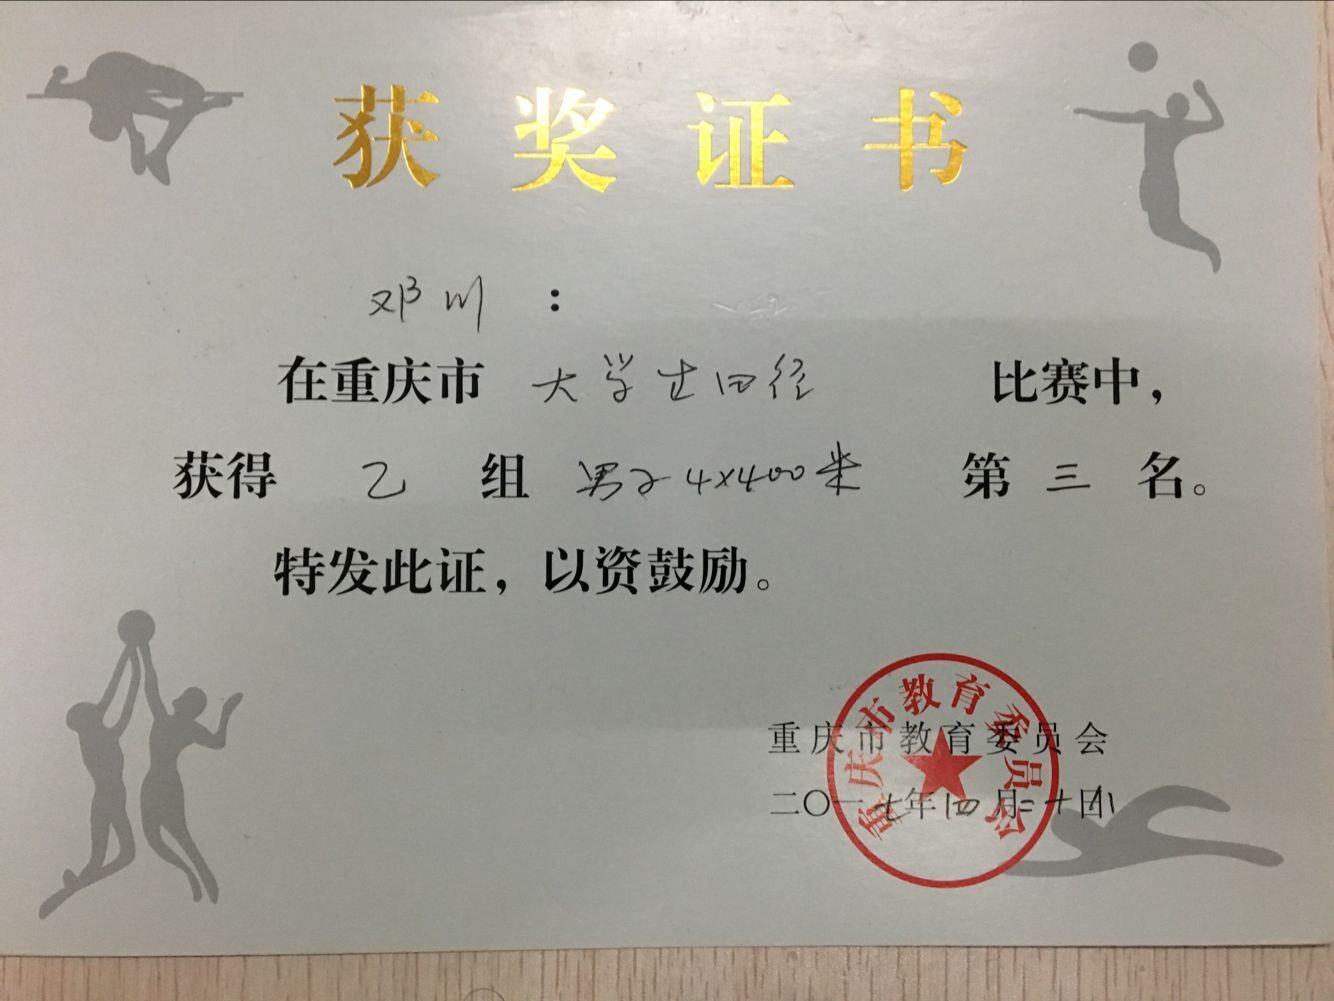 获奖证书
邓川：
在重庆市 大学生田径 比赛中，
获得 乙 组 男子4×400米 第 三 名。
特发此证，以资鼓励。
重庆市教育委员会
二〇一七年四月二十日
重庆市教育委员会